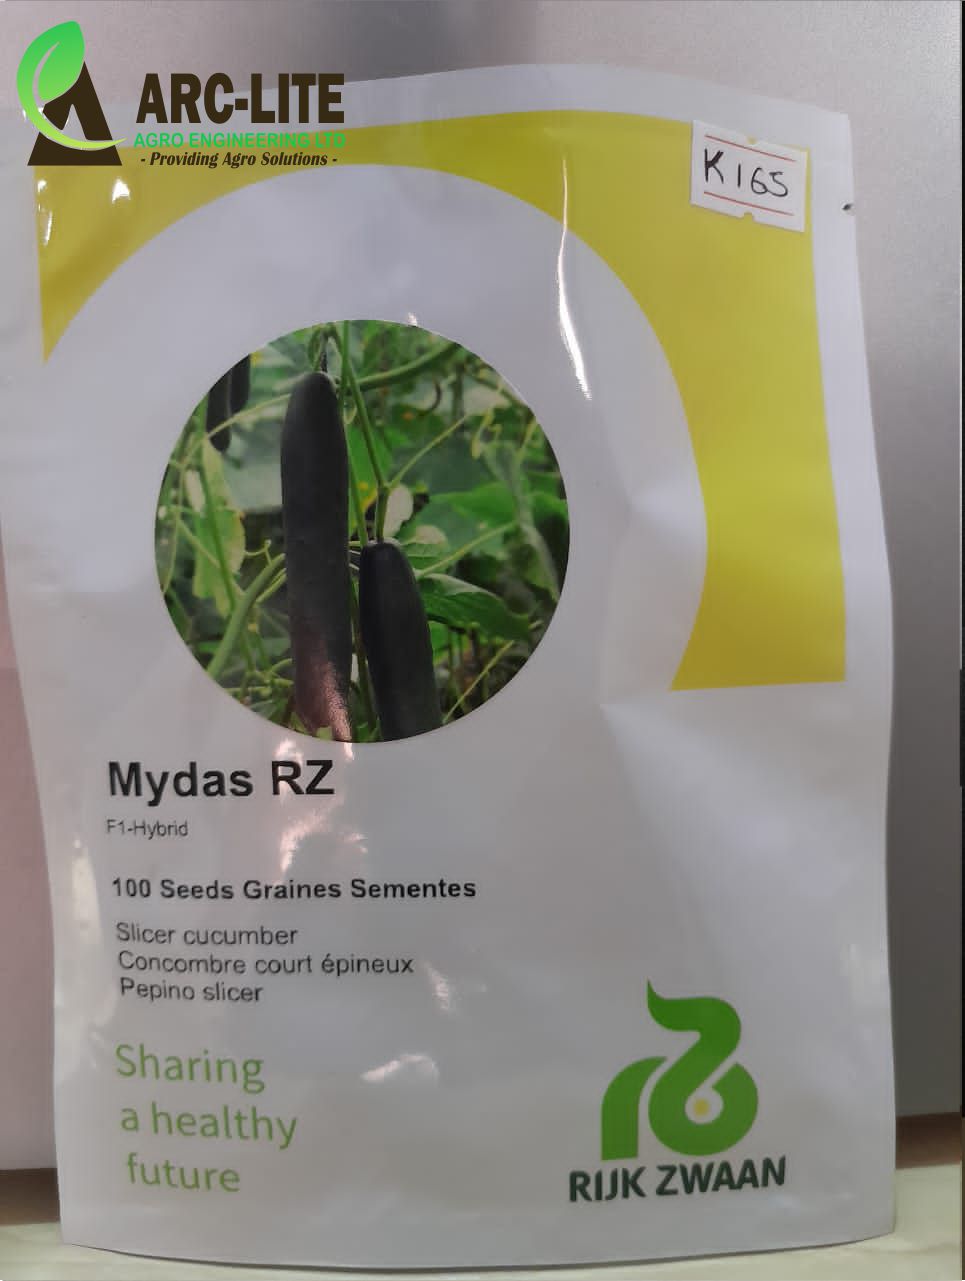 ARC-LITE
AGRO ENGINEERING LTD
- Providing Agro Solutions -
K165
Mydas RZ
F1-Hybrid
100 Seeds Graines Sementes
Slicer cucumber
Concombre court épineux
Pepino slicer
Sharing
a healthy
future
RIJK ZWAAN